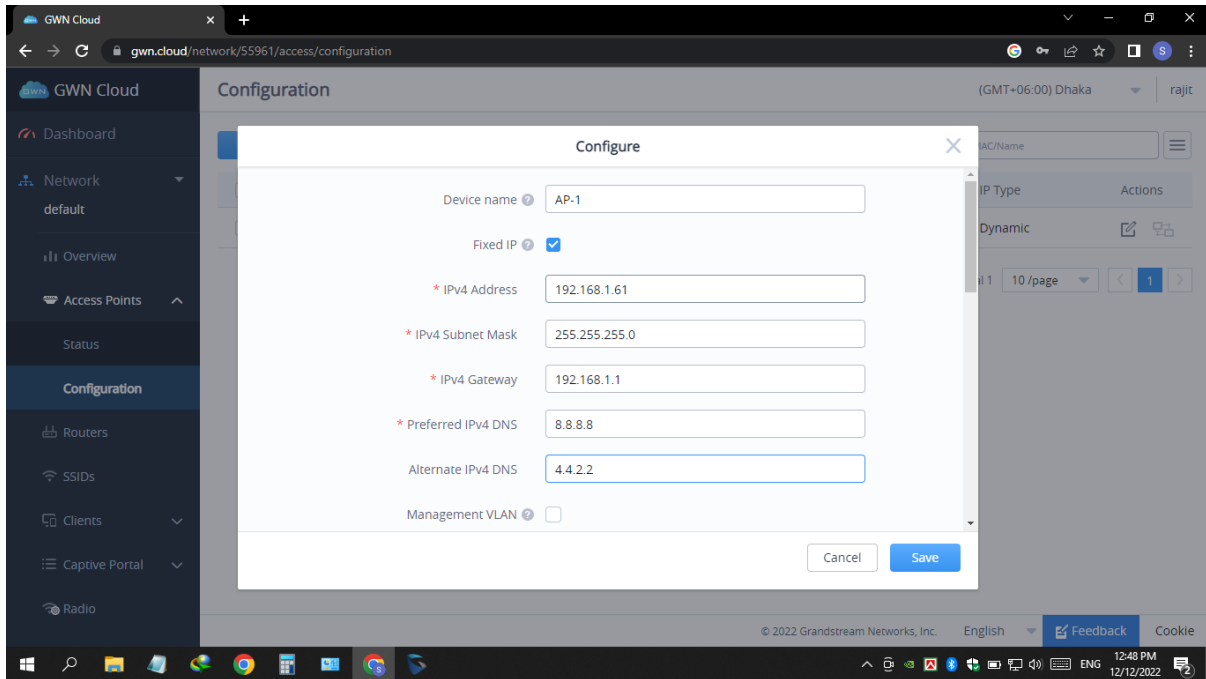 GWN Cloud
gwn.cloud/network/55961/access/configuration
S
GWN GWN Cloud
Configuration
(GMT+06:00) Dhaka
rajit
Dashboard
Network
default
Overview
Access Points
Status
Configuration
Routers
SSIDs
Clients
Captive Portal
Radio
MAC/Name
IP Type Actions
Dynamic
1 10 /page 1
Configure
Device name AP-1
Fixed IP
* IPv4 Address 192.168.1.61
* IPv4 Subnet Mask 255.255.255.0
* IPv4 Gateway 192.168.1.1
* Preferred IPv4 DNS 8.8.8.8
Alternate IPv4 DNS 4.4.2.2
Management VLAN
Cancel Save
© 2022 Grandstream Networks, Inc. English Feedback Cookie
ENG
12:48 PM
12/12/2022
2